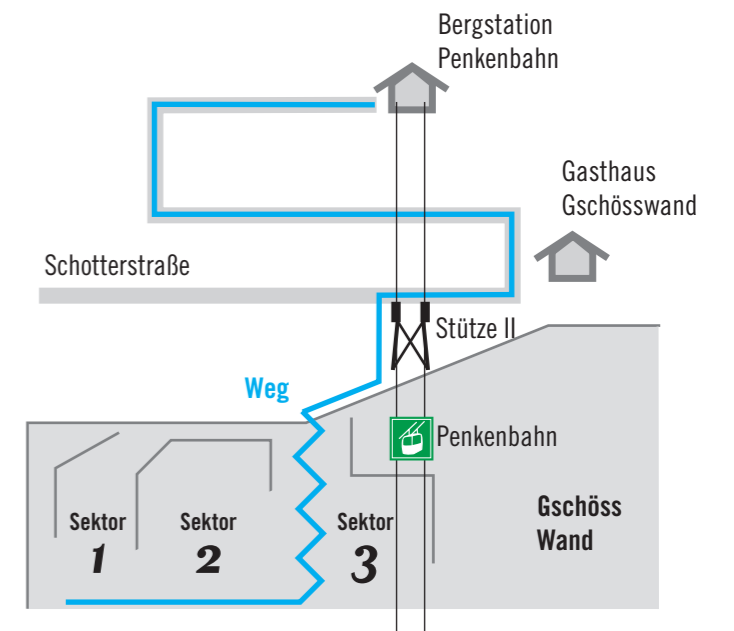 Bergstation
Penkenbahn
Gasthaus
Gschösswand
Schotterstraße
Stütze II
Weg
Penkenbahn
Gschöss
Wand
Sektor
1
Sektor
2
Sektor
3